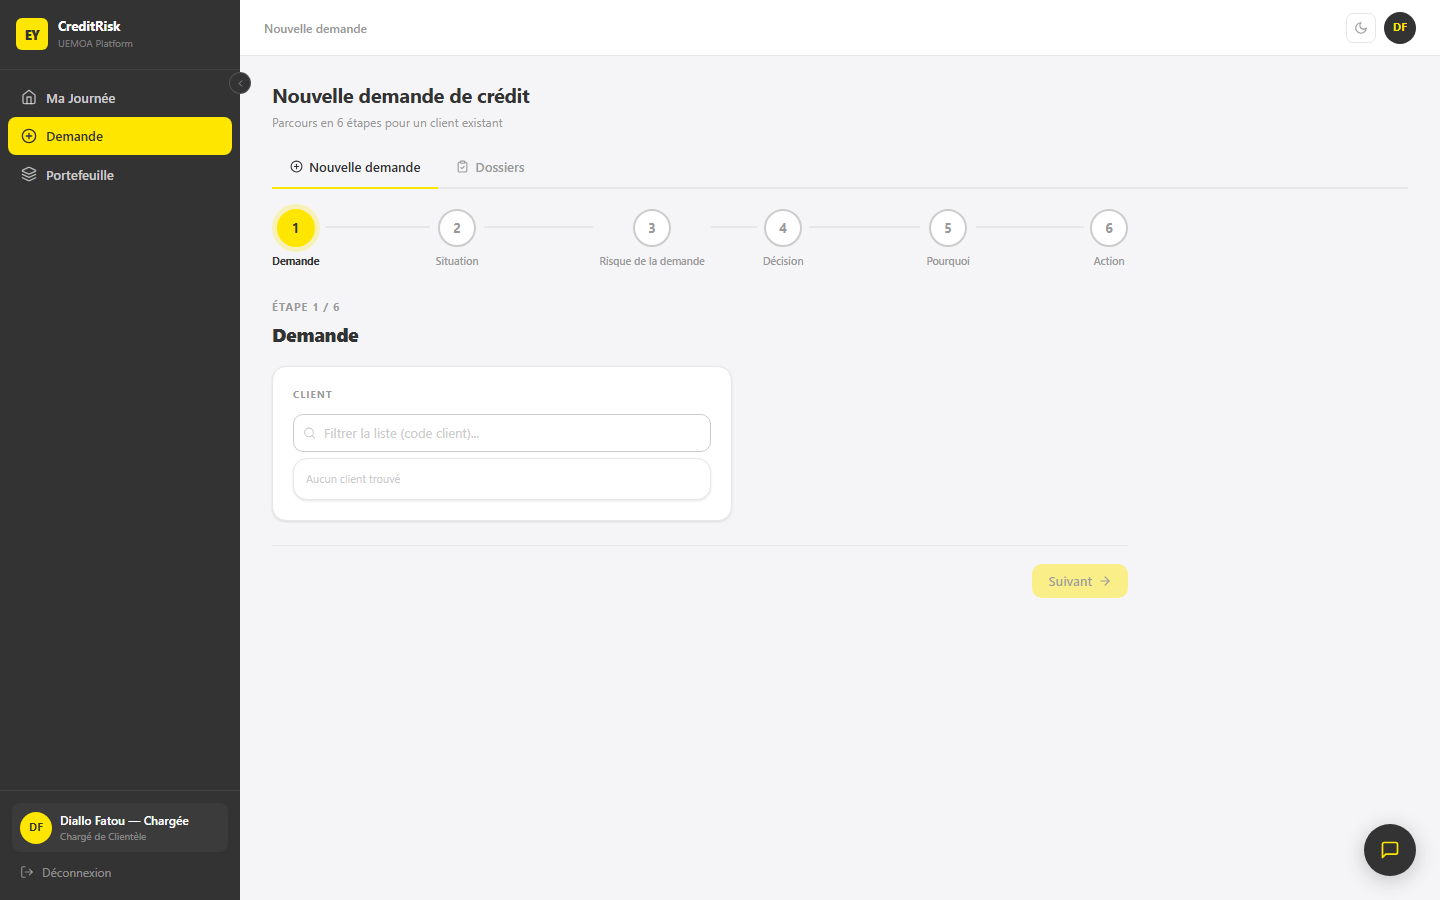 EY
CreditRisk
UEMOA Platform
Ma Journée
Demande
Portefeuille
Diallo Fatou — Chargée
Chargé de Clientèle
DF
Déconnexion
Nouvelle demande
DF
Nouvelle demande de crédit
Parcours en 6 étapes pour un client existant
Nouvelle demande
Dossiers
1
2
3
4
5
6
Demande
Situation
Risque de la demande
Décision
Pourquoi
Action
ÉTAPE 1 / 6
Demande
CLIENT
Filtrer la liste (code client)...
Aucun client trouvé
Suivant